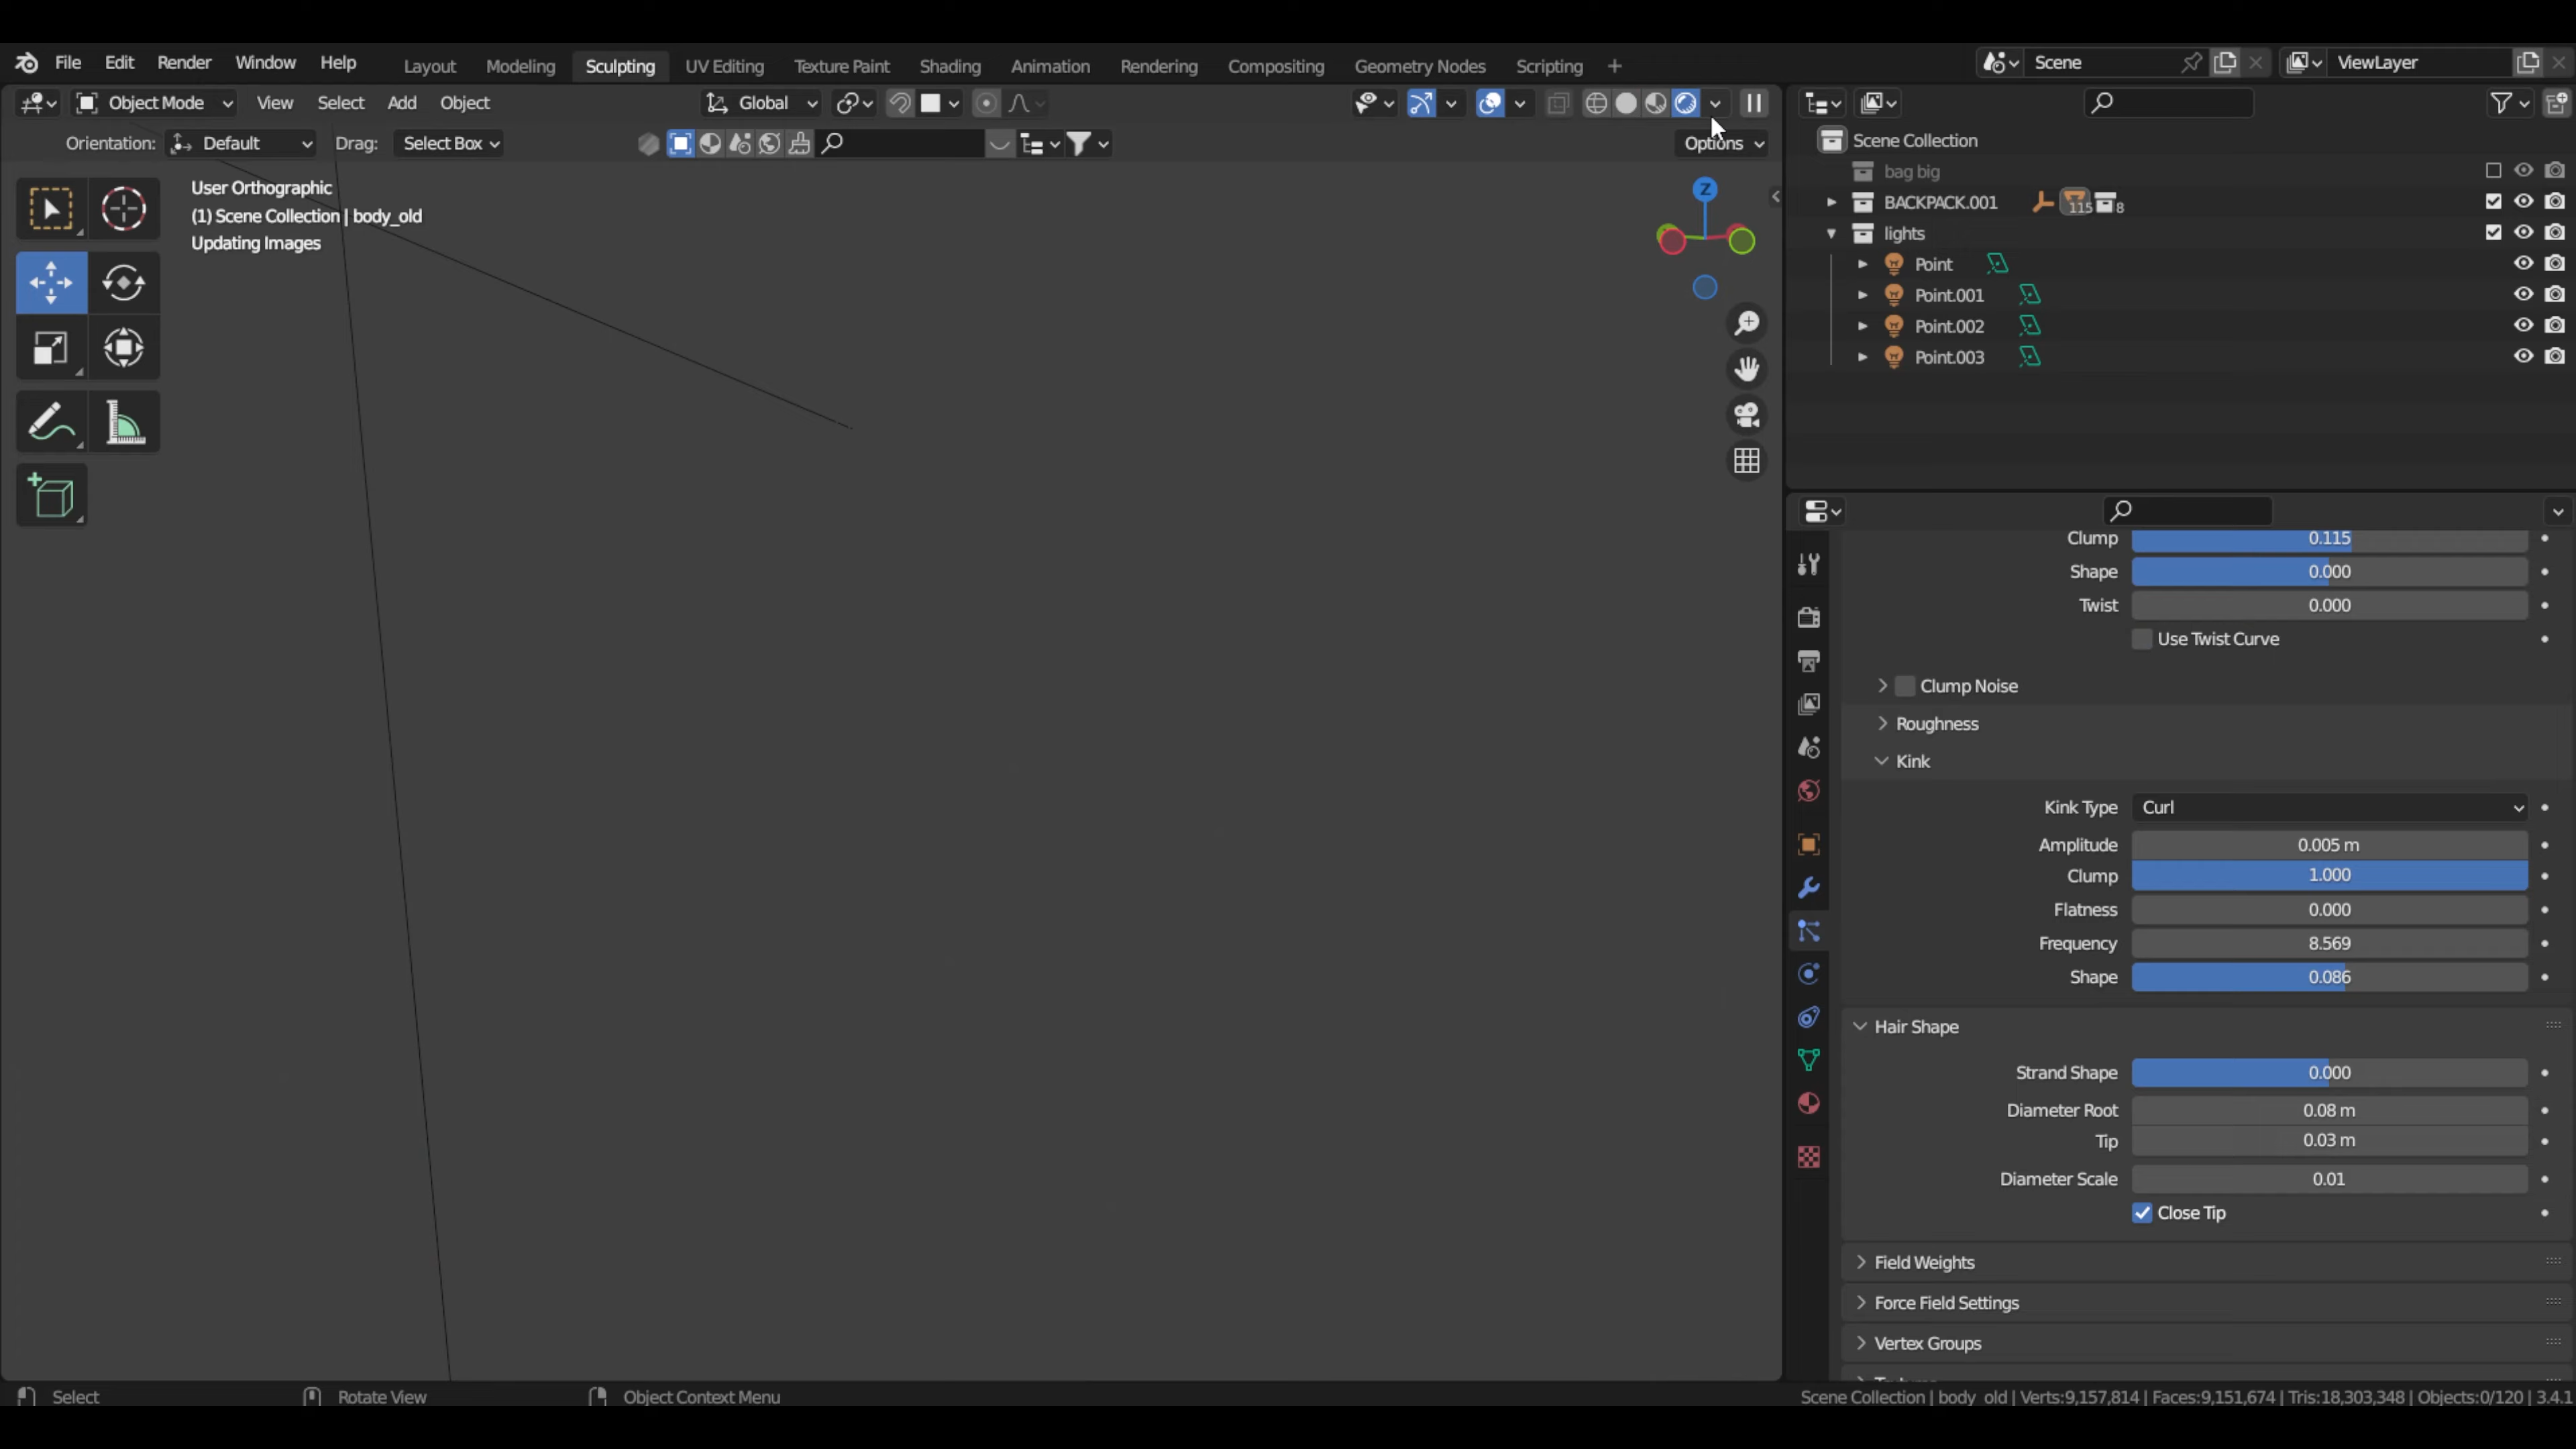 File Edit Render Window Help Layout Modeling Sculpting UV Editing Texture Paint Shading Animation Rendering Compositing Geometry Nodes Scripting Scene ViewLayer
Object Mode View Select Add Object Global
Orientation: Default Drag: Select Box Options
User Orthographic
(1) Scene Collection | body_old
Updating Images
Z
Scene Collection
bag big
BACKPACK.001 115 8
lights
Point
Point.001
Point.002
Point.003
Clump 0.115
Shape 0.000
Twist 0.000
Use Twist Curve
Clump Noise
Roughness
Kink
Kink Type Curl
Amplitude 0.005 m
Clump 1.000
Flatness 0.000
Frequency 8.569
Shape 0.086
Hair Shape
Strand Shape 0.000
Diameter Root 0.08 m
Tip 0.03 m
Diameter Scale 0.01
Close Tip
Field Weights
Force Field Settings
Vertex Groups
Select Rotate View Object Context Menu Scene Collection | body_old | Verts:9,157,814 | Faces:9,151,674 | Tris:18,303,348 | Objects:0/120 | 3.4.1